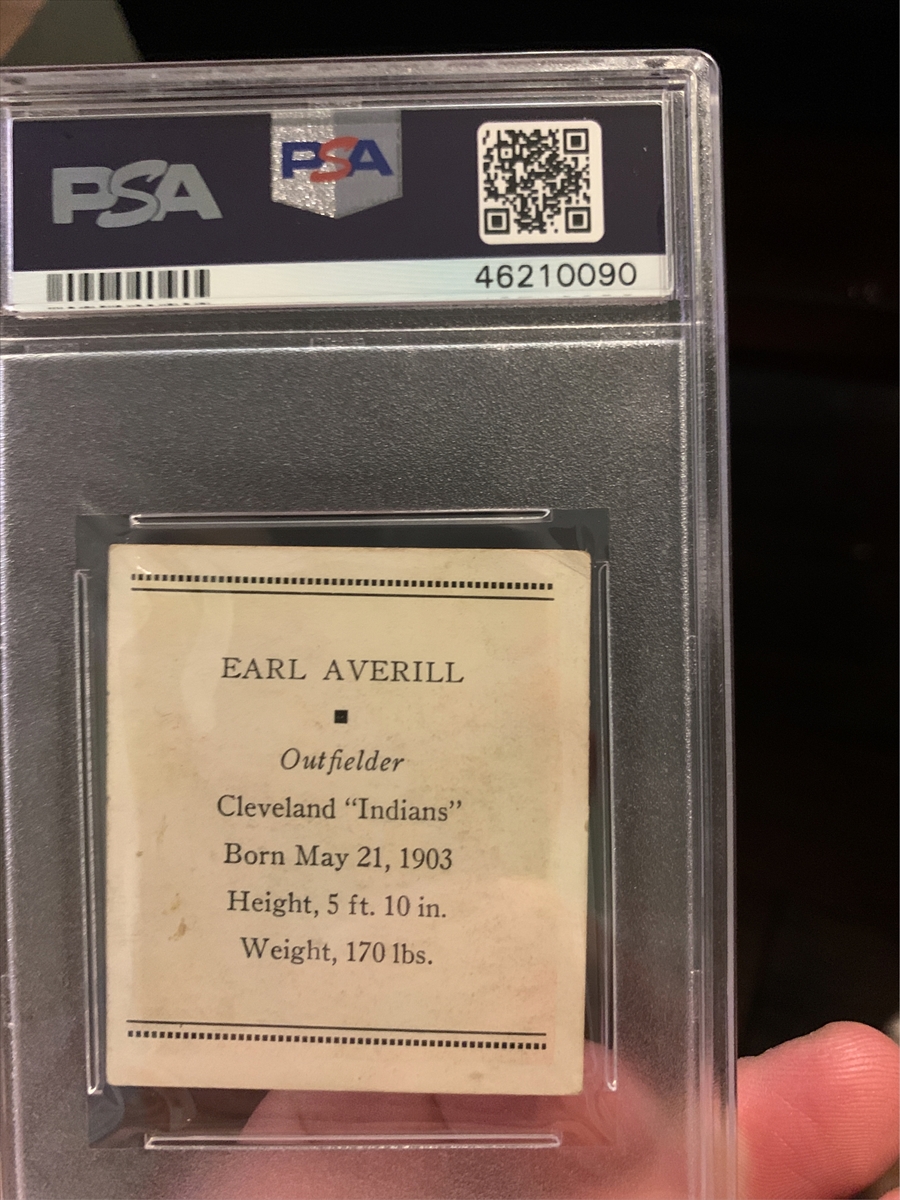 PSA
PSA
46210090
EARL AVERILL
Outfielder
Cleveland “Indians”
Born May 21, 1903
Height, 5 ft. 10 in.
Weight, 170 lbs.